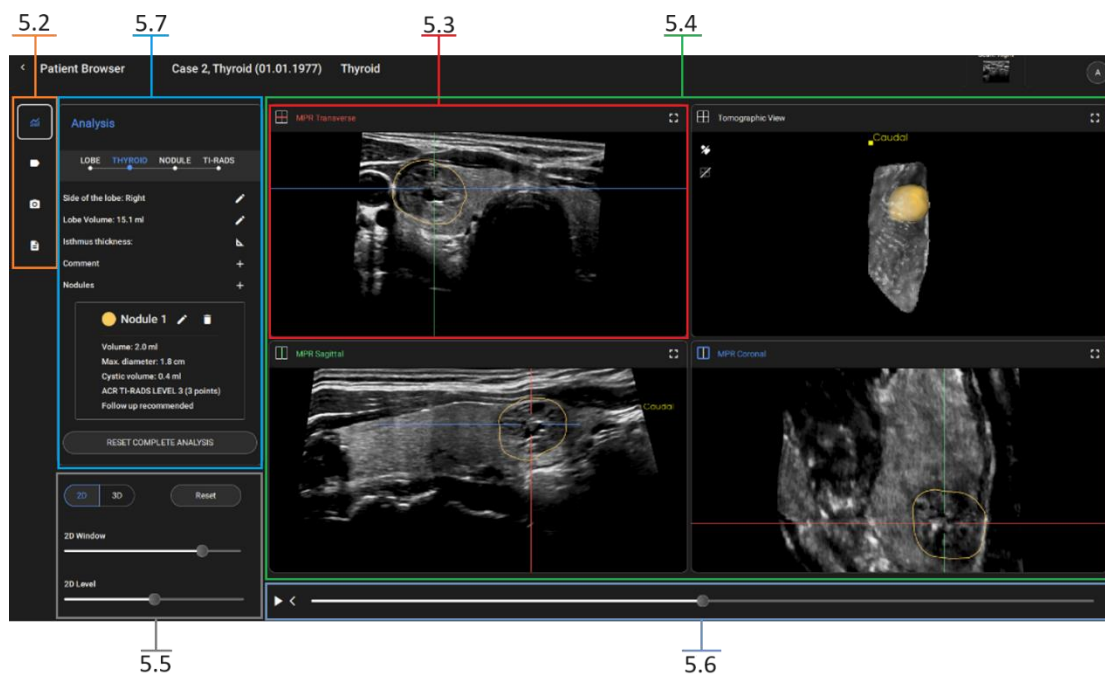 5.2
5.7
5.3
5.4
Patient Browser
Case 2, Thyroid (01.01.1977)
Thyroid
A
Analysis
LOBE THYROID NODULE TI-RADS
Side of the lobe: Right
Lobe Volume: 15.1 ml
Isthmus thickness:
Comment
Nodules
Nodule 1
Volume: 2.0 ml
Max. diameter: 1.8 cm
Cystic volume: 0.4 ml
ACR TI-RADS LEVEL 3 (3 points)
Follow up recommended
RESET COMPLETE ANALYSIS
2D 3D
Reset
2D Window
2D Level
MPR Transverse
Tomographic View
Caudal
MPR Sagittal
Caudal
MPR Coronal
5.5
5.6